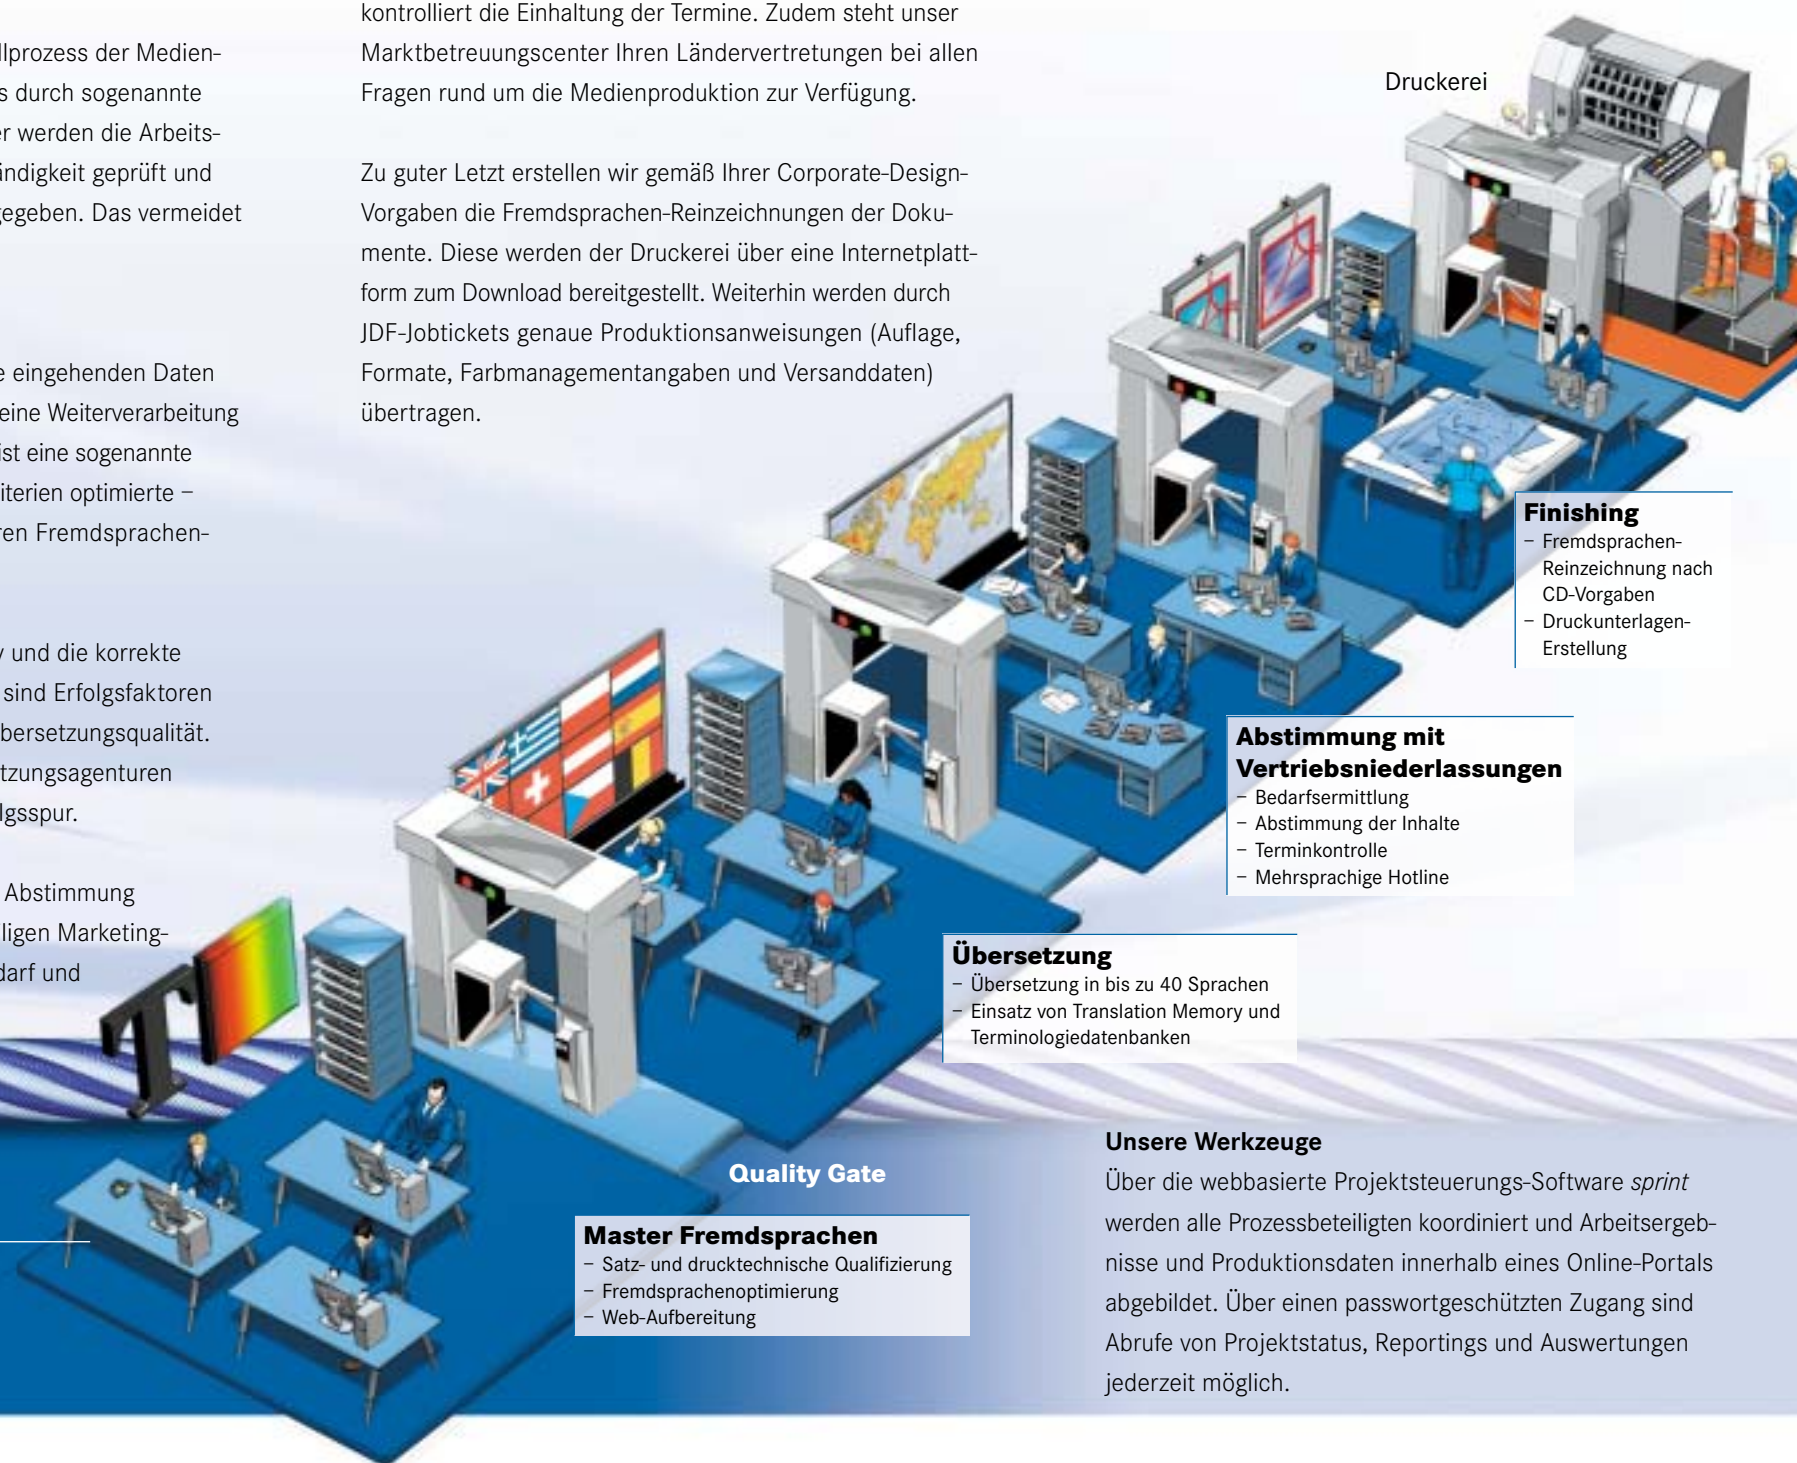 llprozess der Medien-
s durch sogenannte
er werden die Arbeits-
ändigkeit geprüft und
gegeben. Das vermeidet
e eingehenden Daten
eine Weiterverarbeitung
ist eine sogenannte
iterien optimierte –
ren Fremdsprachen-
y und die korrekte
sind Erfolgsfaktoren
bersetzungsqualität.
tzungsagenturen
lgsspur.
Abstimmung
iligen Marketing-
darf und
kontrolliert die Einhaltung der Termine. Zudem steht unser
Marktbetreuungscenter Ihren Ländervertretungen bei allen
Fragen rund um die Medienproduktion zur Verfügung.
Zu guter Letzt erstellen wir gemäß Ihrer Corporate-Design-
Vorgaben die Fremdsprachen-Reinzeichnungen der Doku-
mente. Diese werden der Druckerei über eine Internetplatt-
form zum Download bereitgestellt. Weiterhin werden durch
JDF-Jobtickets genaue Produktionsanweisungen (Auflage,
Formate, Farbmanagementangaben und Versanddaten)
übertragen.
Druckerei
Finishing
– Fremdsprachen-
Reinzeichnung nach
CD-Vorgaben
– Druckunterlagen-
Erstellung
Abstimmung mit
Vertriebsniederlassungen
– Bedarfsermittlung
– Abstimmung der Inhalte
– Terminkontrolle
– Mehrsprachige Hotline
Übersetzung
– Übersetzung in bis zu 40 Sprachen
– Einsatz von Translation Memory und
Terminologiedatenbanken
T
Quality Gate
Master Fremdsprachen
– Satz- und drucktechnische Qualifizierung
– Fremdsprachenoptimierung
– Web-Aufbereitung
Unsere Werkzeuge
Über die webbasierte Projektsteuerungs-Software sprint
werden alle Prozessbeteiligten koordiniert und Arbeitsergeb-
nisse und Produktionsdaten innerhalb eines Online-Portals
abgebildet. Über einen passwortgeschützten Zugang sind
Abrufe von Projektstatus, Reportings und Auswertungen
jederzeit möglich.